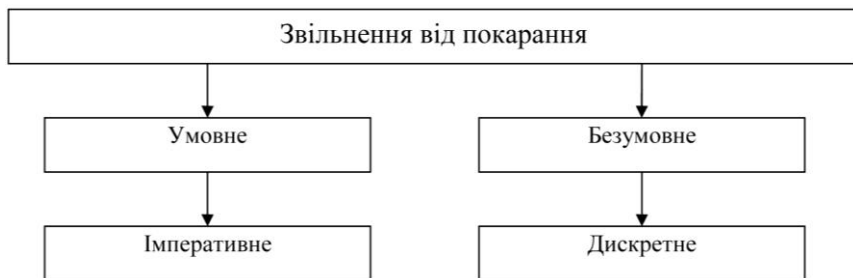 Звільнення від покарання
Умовне
Безумовне
Імперативне
Дискретне